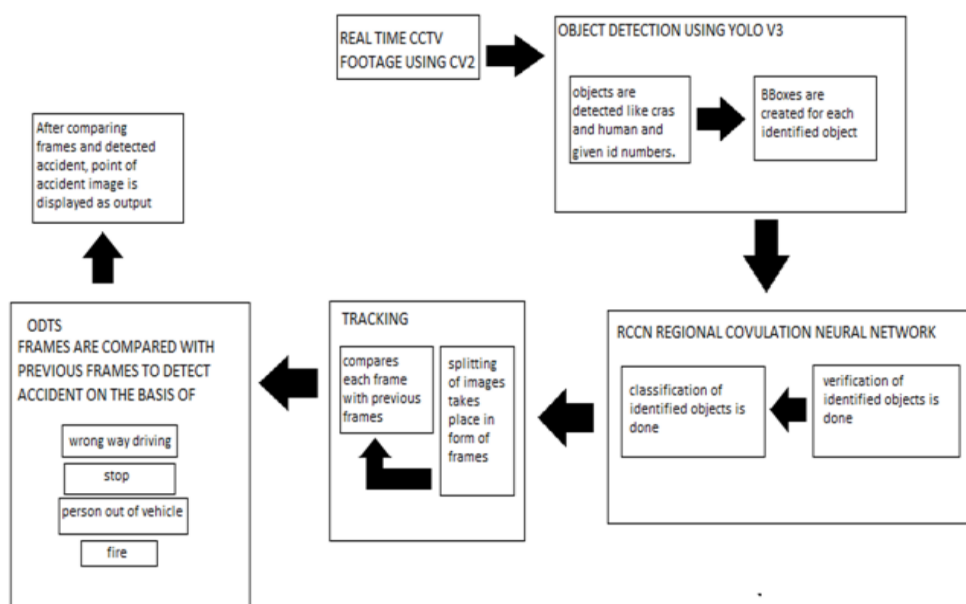 REAL TIME CCTV
FOOTAGE USING CV2
OBJECT DETECTION USING YOLO V3
objects are
detected like cras
and human and
given id numbers.
BBoxes are
created for each
identified object
RCCN REGIONAL COVULATION NEURAL NETWORK
verification of
identified objects is
done
classification of
identified objects is
done
TRACKING
splitting
of images
takes
place in
form of
frames
compares
each frame
with previous
frames
ODTS
FRAMES ARE COMPARED WITH
PREVIOUS FRAMES TO DETECT
ACCIDENT ON THE BASIS OF
wrong way driving
stop
person out of vehicle
fire
After comparing
frames and detected
accident, point of
accident image is
displayed as output